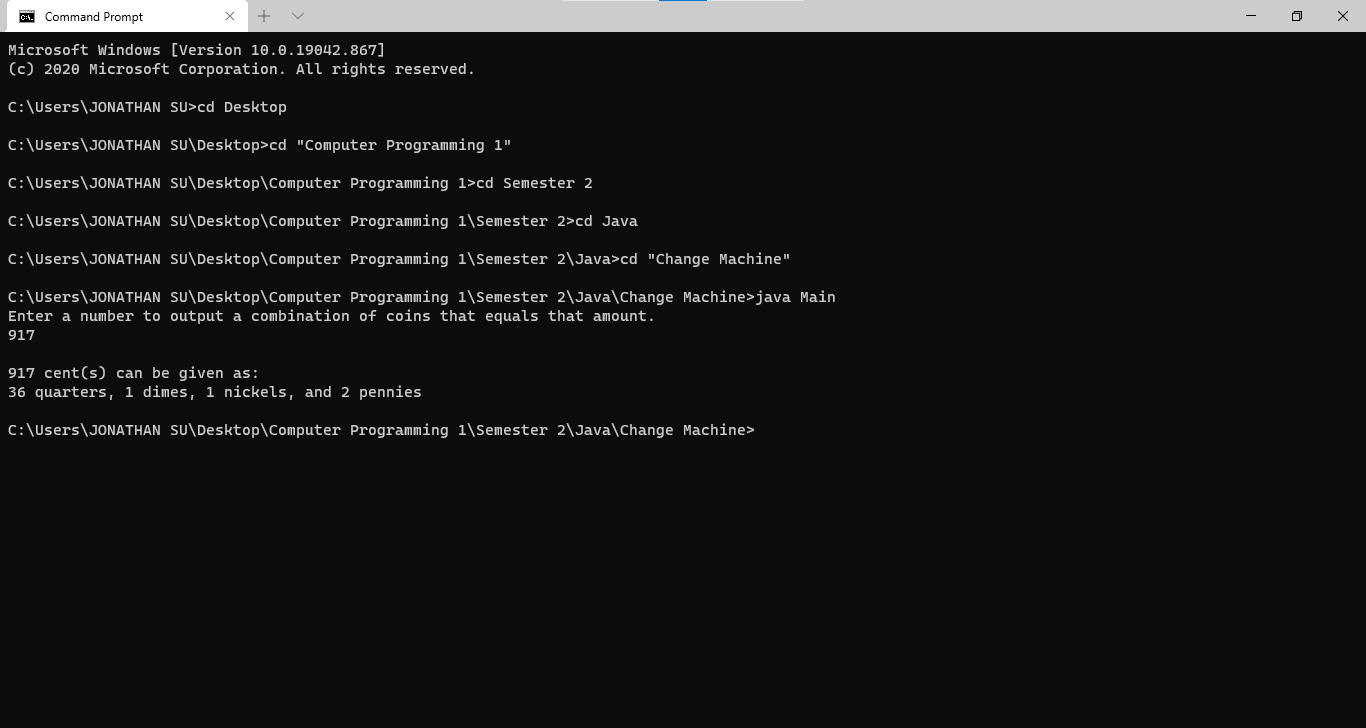 Command Prompt
Microsoft Windows [Version 10.0.19042.867]
(c) 2020 Microsoft Corporation. All rights reserved.
C:\Users\JONATHAN SU>cd Desktop
C:\Users\JONATHAN SU\Desktop>cd "Computer Programming 1"
C:\Users\JONATHAN SU\Desktop\Computer Programming 1>cd Semester 2
C:\Users\JONATHAN SU\Desktop\Computer Programming 1\Semester 2>cd Java
C:\Users\JONATHAN SU\Desktop\Computer Programming 1\Semester 2\Java>cd "Change Machine"
C:\Users\JONATHAN SU\Desktop\Computer Programming 1\Semester 2\Java\Change Machine>java Main
Enter a number to output a combination of coins that equals that amount.
917
917 cent(s) can be given as:
36 quarters, 1 dimes, 1 nickels, and 2 pennies
C:\Users\JONATHAN SU\Desktop\Computer Programming 1\Semester 2\Java\Change Machine>